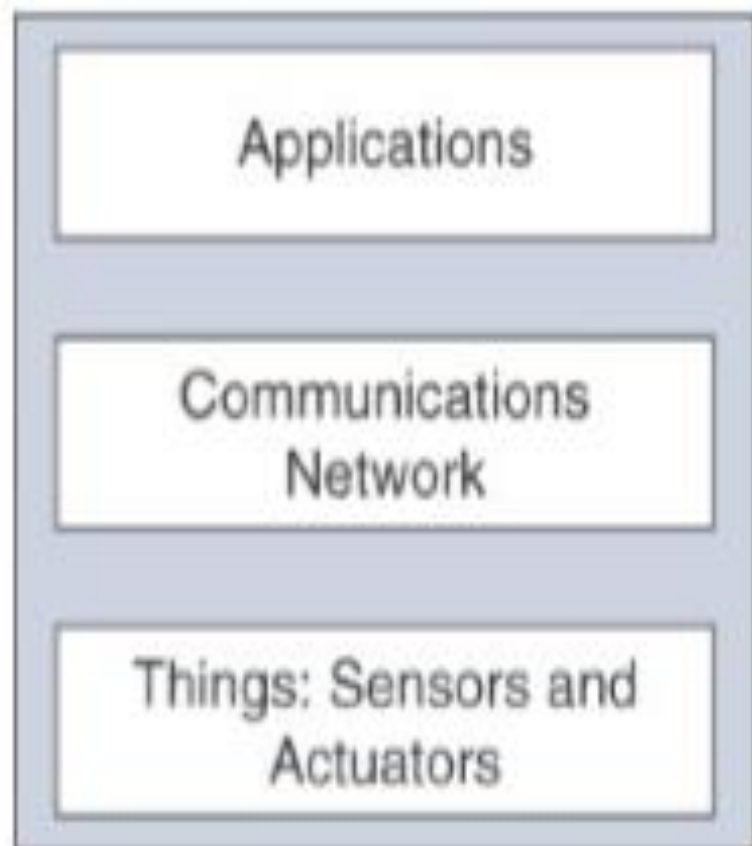 Applications
Communications
Network
Things: Sensors and
Actuators